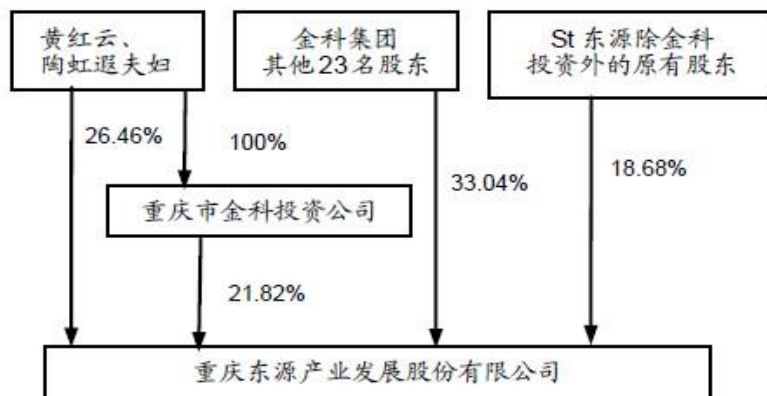 黄红云、
陶虹遐夫妇
金科集团
其他23名股东
St 东源除金科
投资外的原有股东
26.46%
100%
33.04%
18.68%
重庆市金科投资公司
21.82%
重庆东源产业发展股份有限公司